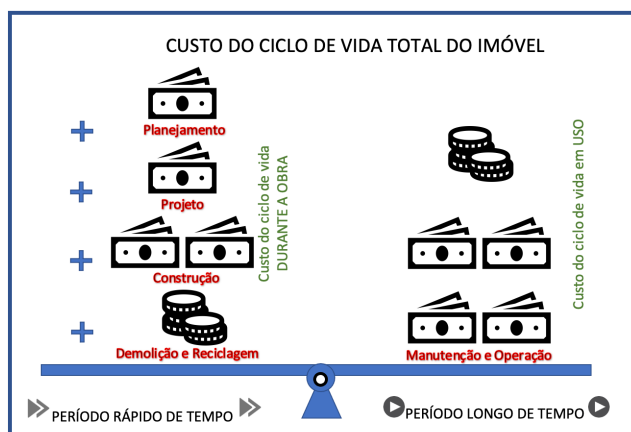 CUSTO DO CICLO DE VIDA TOTAL DO IMÓVEL
Planejamento
Projeto
Construção
Demolição e Reciclagem
Custo do ciclo de vida
DURANTE A OBRA
Manutenção e Operação
Custo do ciclo de vida em USO
PERÍODO RÁPIDO DE TEMPO
PERÍODO LONGO DE TEMPO